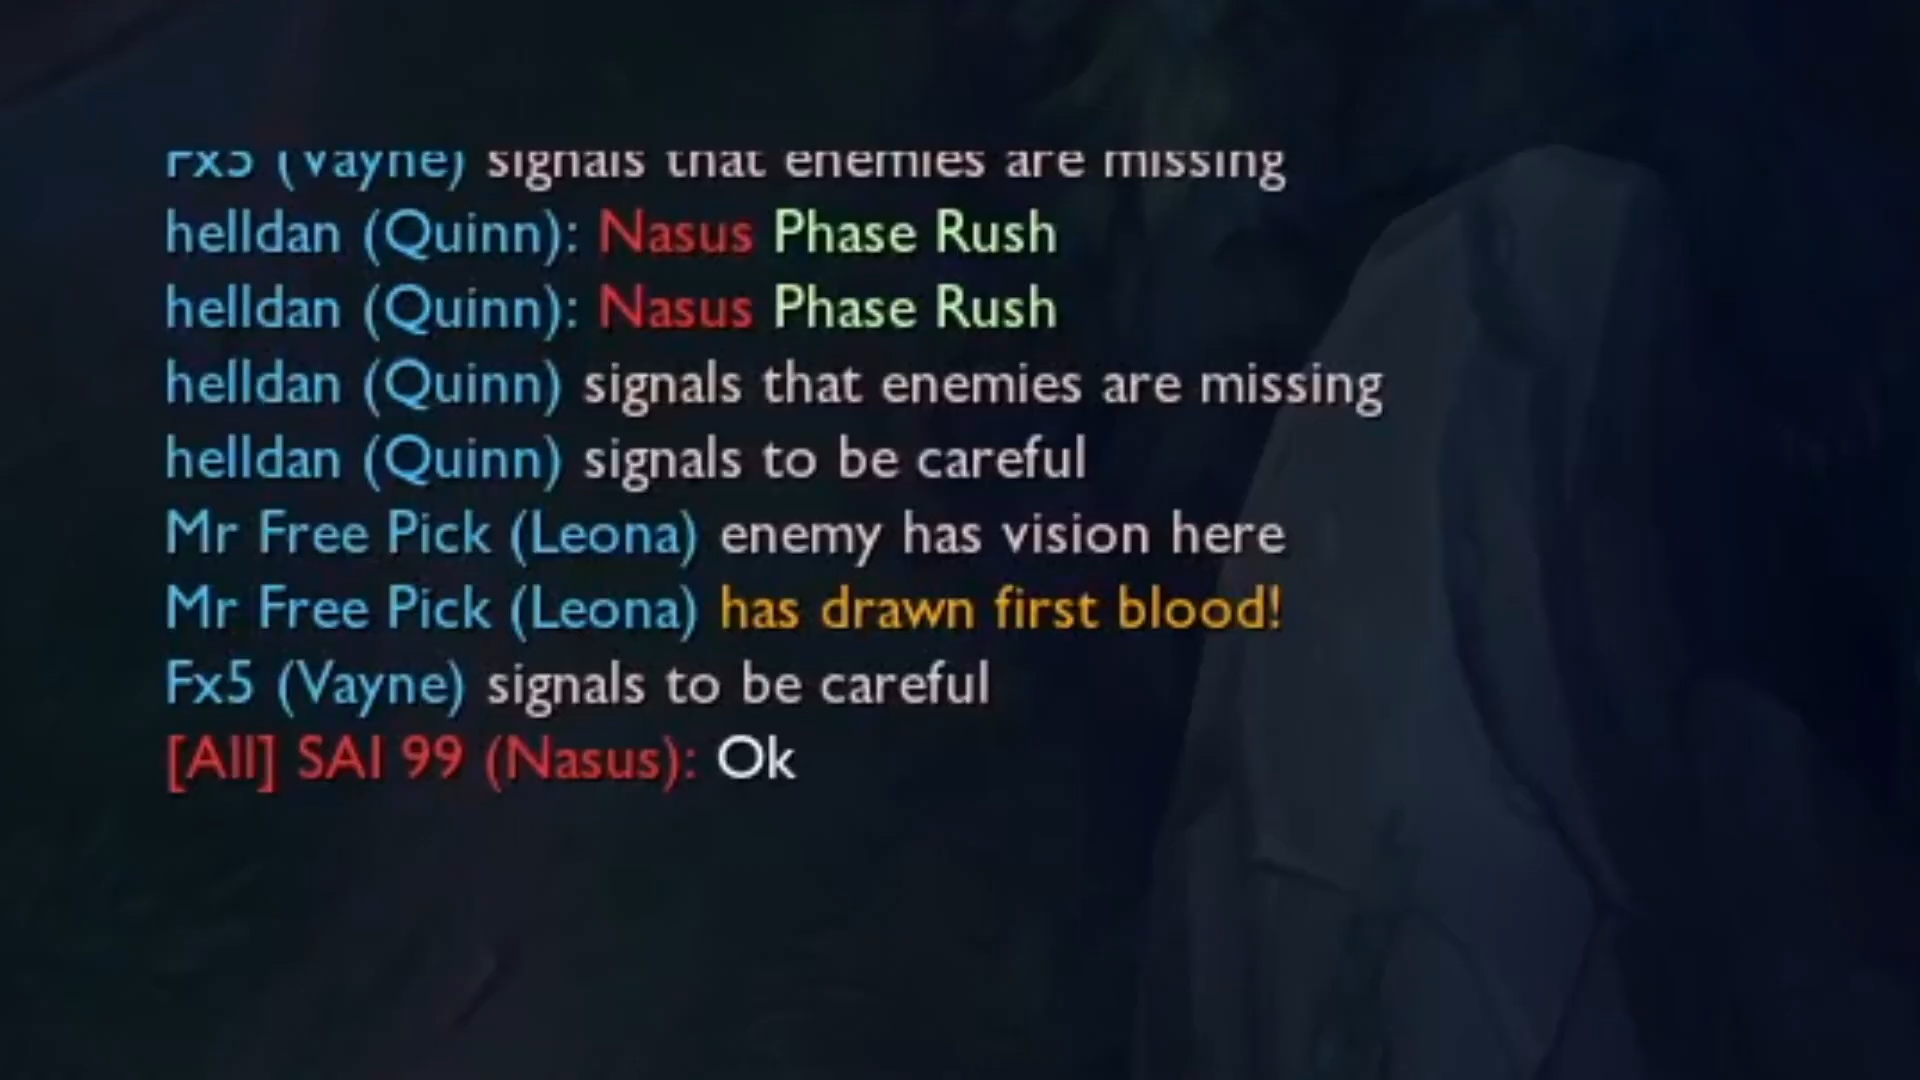 Fx5 (Vayne) signals that enemies are missing
helldan (Quinn): Nasus Phase Rush
helldan (Quinn): Nasus Phase Rush
helldan (Quinn) signals that enemies are missing
helldan (Quinn) signals to be careful
Mr Free Pick (Leona) enemy has vision here
Mr Free Pick (Leona) has drawn first blood!
Fx5 (Vayne) signals to be careful
[All] SAI 99 (Nasus): Ok